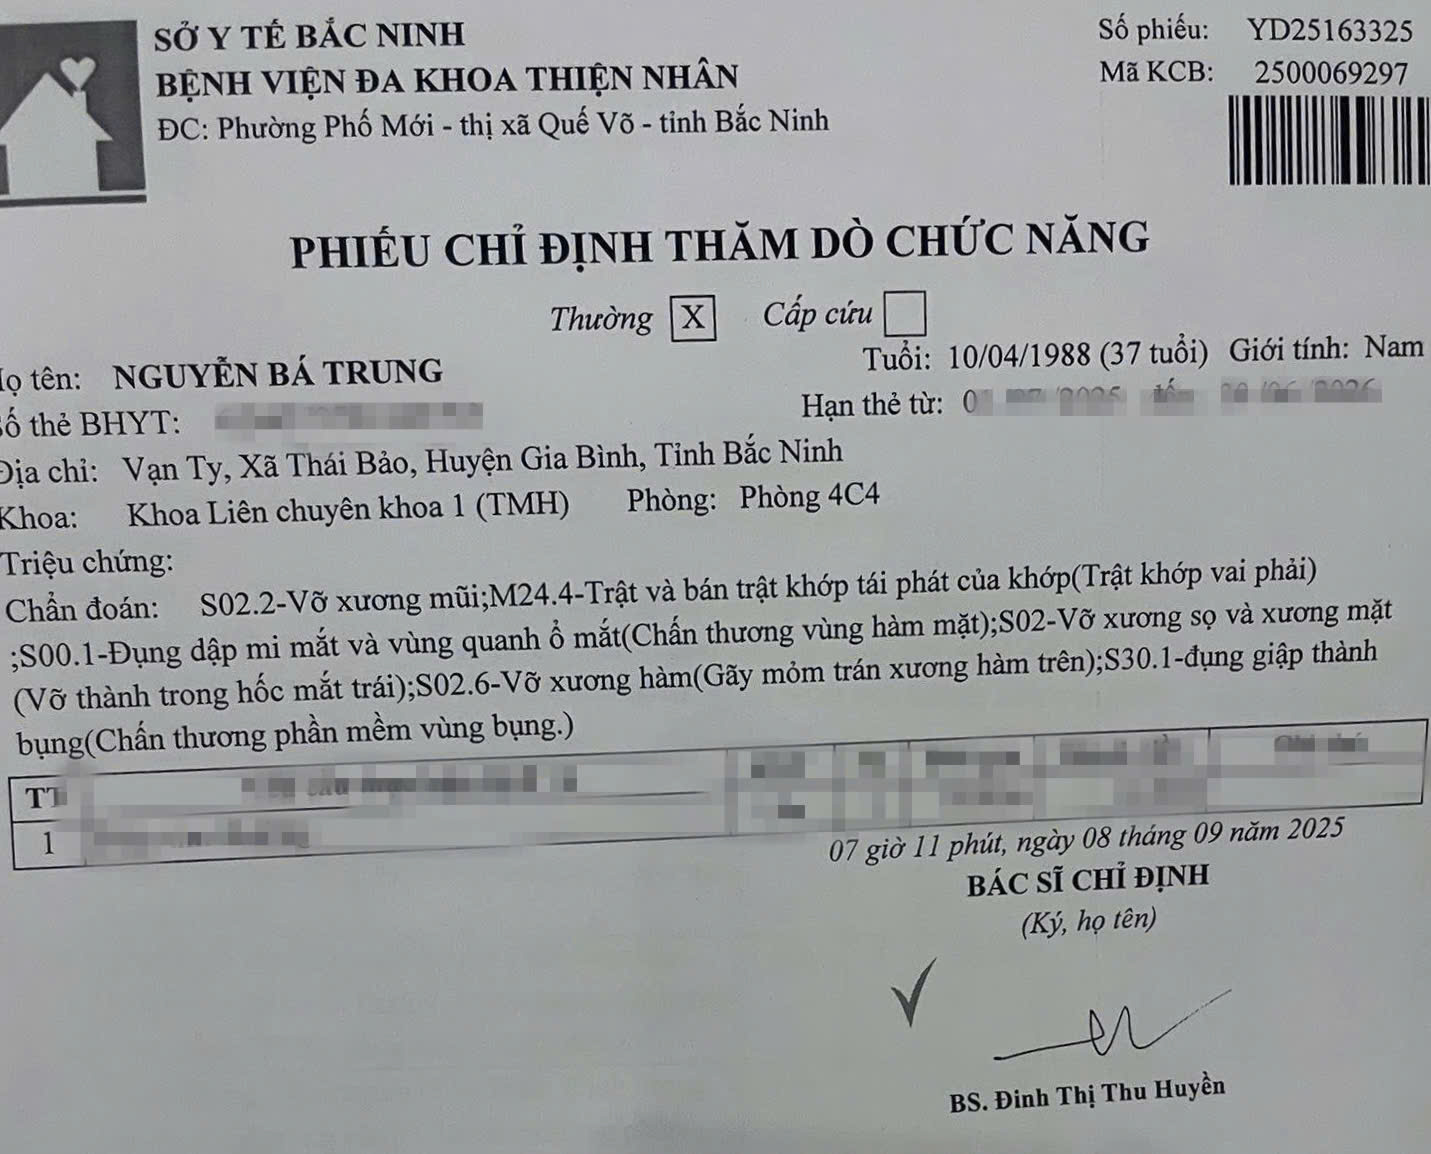 SỞ Y TẾ BẮC NINH
BỆNH VIỆN ĐA KHOA THIỆN NHÂN
ĐC: Phường Phố Mới - thị xã Quế Võ - tỉnh Bắc Ninh
Số phiếu: YD25163325
Mã KCB: 2500069297
PHIẾU CHỈ ĐỊNH THĂM DÒ CHỨC NĂNG
Thường X Cấp cứu
Họ tên: NGUYỄN BÁ TRUNG Tuổi: 10/04/1988 (37 tuổi) Giới tính: Nam
Số thẻ BHYT: Hạn thẻ từ:
Địa chỉ: Vạn Ty, Xã Thái Bảo, Huyện Gia Bình, Tỉnh Bắc Ninh
Khoa: Khoa Liên chuyên khoa 1 (TMH) Phòng: Phòng 4C4
Triệu chứng:
Chẩn đoán: S02.2-Vỡ xương mũi;M24.4-Trật và bán trật khớp tái phát của khớp(Trật khớp vai phải)
;S00.1-Đụng dập mi mắt và vùng quanh ổ mắt(Chấn thương vùng hàm mặt);S02-Vỡ xương sọ và xương mặt
(Vỡ thành trong hốc mắt trái);S02.6-Vỡ xương hàm(Gãy mỏm trán xương hàm trên);S30.1-đụng giập thành
bụng(Chấn thương phần mềm vùng bụng.)
TT
1
07 giờ 11 phút, ngày 08 tháng 09 năm 2025
BÁC SĨ CHỈ ĐỊNH
(Ký, họ tên)
BS. Đinh Thị Thu Huyền